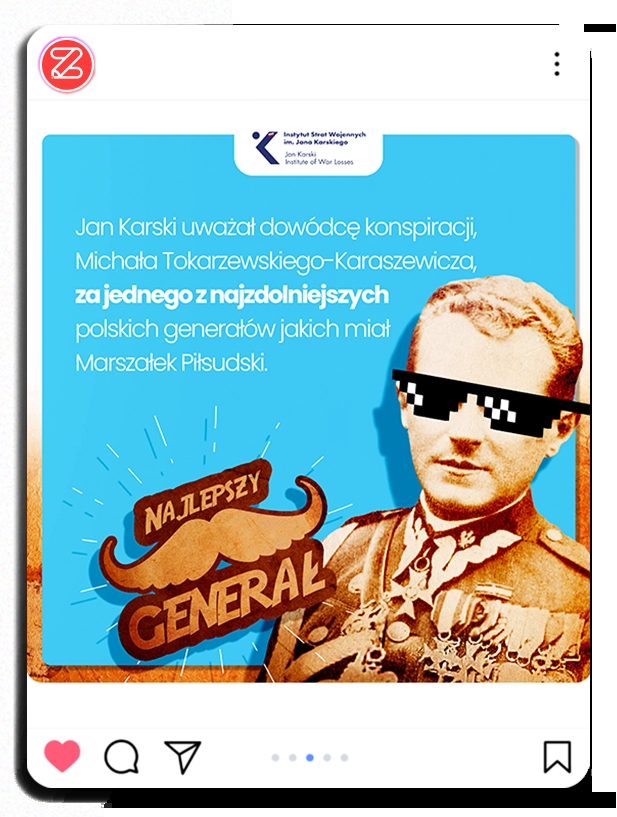 Instytut Strat Wojennych
im. Jana Karskiego
Jan Karski
Institute of War Losses
Jan Karski uważał dowódcę konspiracji,
Michała Tokarzewskiego-Karaszewicza,
za jednego z najzdolniejszych
polskich generałów jakich miał
Marszałek Piłsudski.
NAJLEPSZY
GENERAŁ